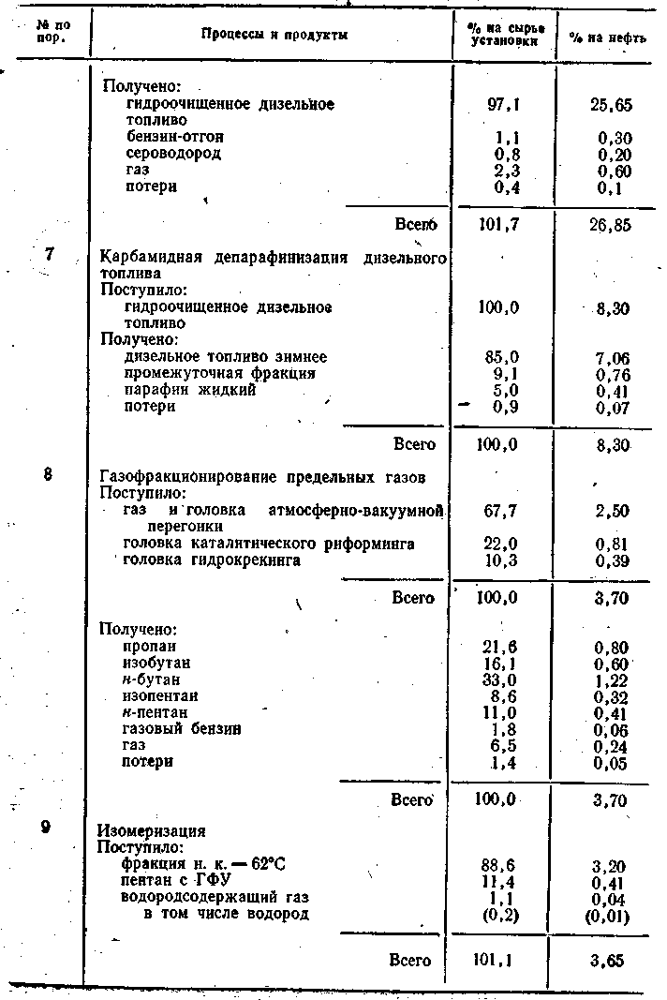 № по пор. Процессы и продукты % на сырье установки % на нефть
Получено:
гидроочищенное дизельное 97,1 25,65
топливо
бензин-отгон 1,1 0,30
сероводород 0,8 0,20
газ 2,3 0,60
потери 0,4 0,1
Всего 101,7 26,85
7 Карбамидная депарафинизация дизельного
топлива
Поступило:
гидроочищенное дизельное 100,0 8,30
топливо
Получено:
дизельное топливо зимнее 85,0 7,06
промежуточная фракция 9,1 0,76
парафин жидкий 5,0 0,41
потери 0,9 0,07
Всего 100,0 8,30
8 Газофракционирование предельных газов
Поступило:
газ и головка атмосферно-вакуумной 67,7 2,50
перегонки
головка каталитического риформинга 22,0 0,81
головка гидрокрекинга 10,3 0,39
Всего 100,0 3,70
Получено:
пропан 21,6 0,80
изобутан 16,1 0,60
н-бутан 33,0 1,22
изопентан 8,6 0,32
н-пентан 11,0 0,41
газовый бензин 1,8 0,06
газ 6,5 0,24
потери 1,4 0,05
Всего 100,0 3,70
9 Изомеризация
Поступило:
фракция н. к. — 62°С 88,6 3,20
пентан с ГФУ 11,4 0,41
водородсодержащий газ 1,1 0,04
в том числе водород (0,2) (0,01)
Всего 101,1 3,65